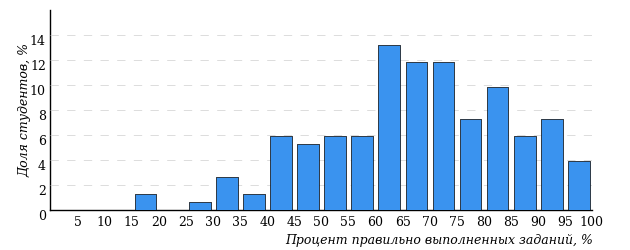 Доля студентов, %
14
12
10
8
6
4
2
0
5 10 15 20 25 30 35 40 45 50 55 60 65 70 75 80 85 90 95 100
Процент правильно выполненных заданий, %